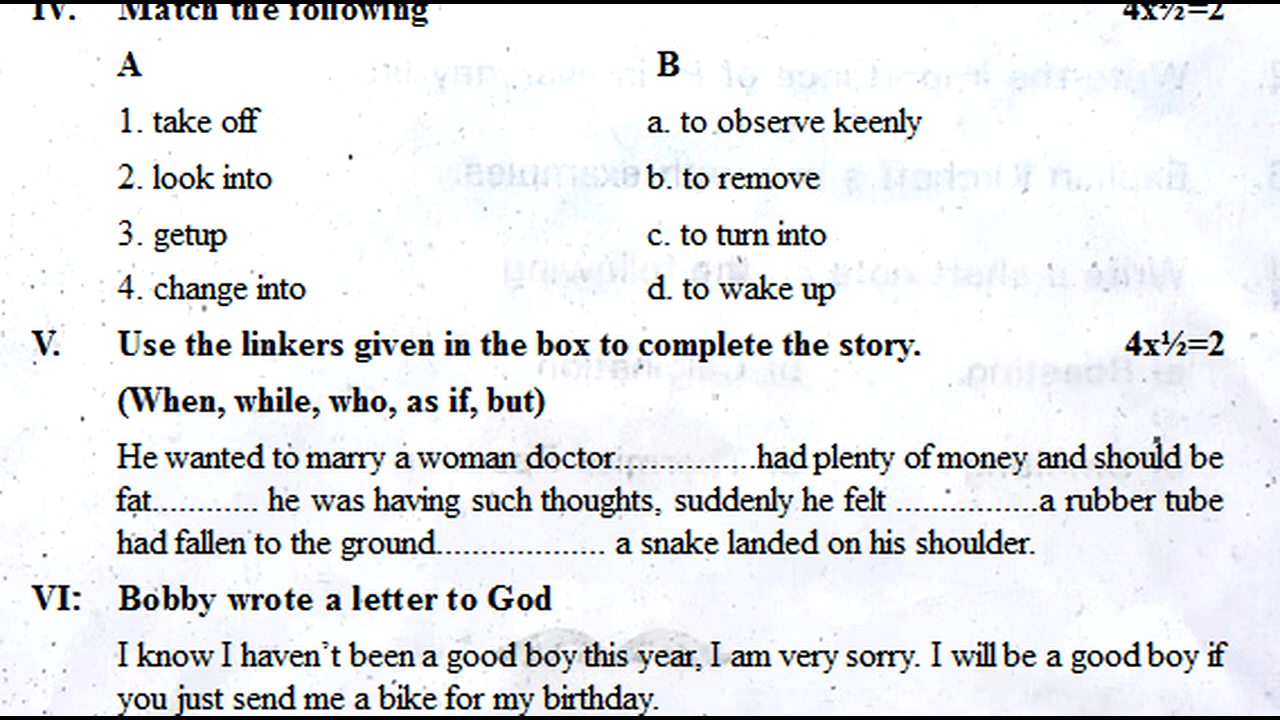 IV. Match the following 4x½=2
A B
1. take off a. to observe keenly
2. look into b. to remove
3. getup c. to turn into
4. change into d. to wake up
V. Use the linkers given in the box to complete the story. 4x½=2
(When, while, who, as if, but)
He wanted to marry a woman doctor...............had plenty of money and should be
fat........... he was having such thoughts, suddenly he felt ................a rubber tube
had fallen to the ground................... a snake landed on his shoulder.
VI: Bobby wrote a letter to God
I know I haven't been a good boy this year, I am very sorry. I will be a good boy if
you just send me a bike for my birthday.